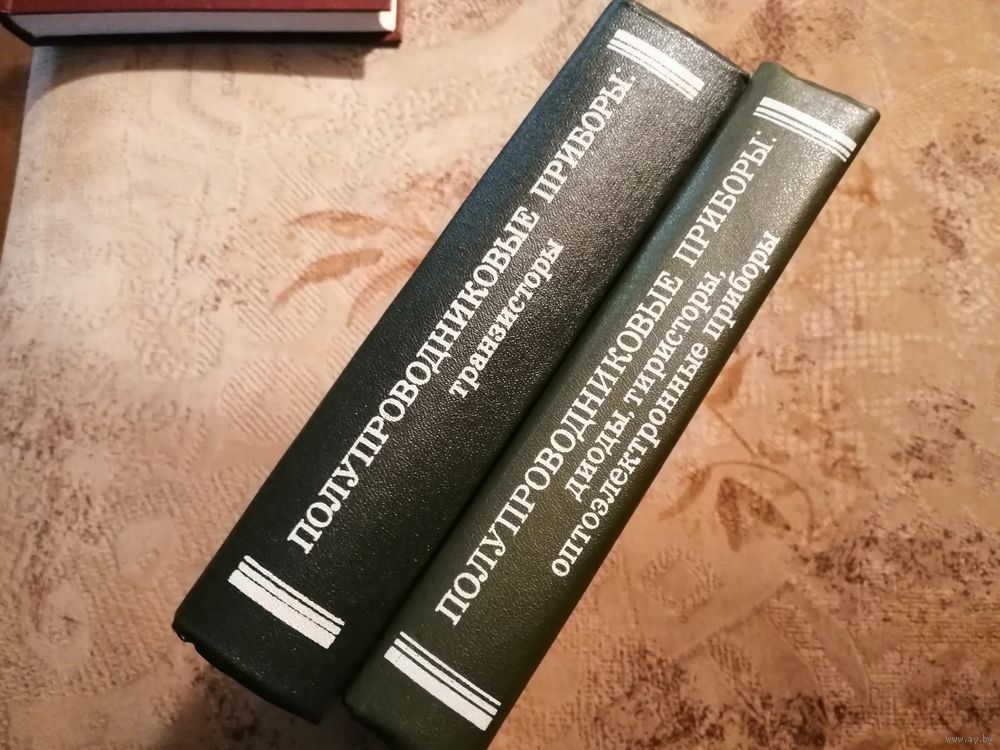 ПОЛУПРОВОДНИКОВЫЕ ПРИБОРЫ:
транзисторы
ПОЛУПРОВОДНИКОВЫЕ ПРИБОРЫ:
диоды, тиристоры,
оптоэлектронные приборы
www.ay.by